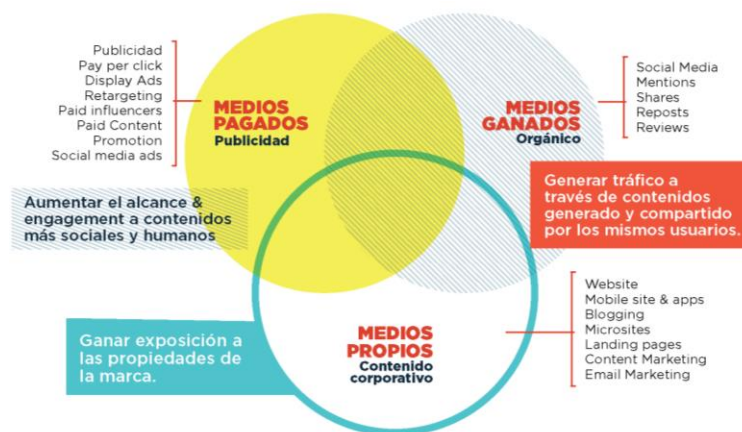 Publicidad
Pay per click
Display Ads
Retargeting
Paid influencers
Paid Content
Promotion
Social media ads
MEDIOS
PAGADOS
Publicidad
MEDIOS
GANADOS
Orgánico
Social Media
Mentions
Shares
Reposts
Reviews
Aumentar el alcance &
engagement a contenidos
más sociales y humanos
Generar tráfico a
través de contenidos
generado y compartido
por los mismos usuarios.
Ganar exposición a
las propiedades de
la marca.
MEDIOS
PROPIOS
Contenido
corporativo
Website
Mobile site & apps
Blogging
Microsites
Landing pages
Content Marketing
Email Marketing